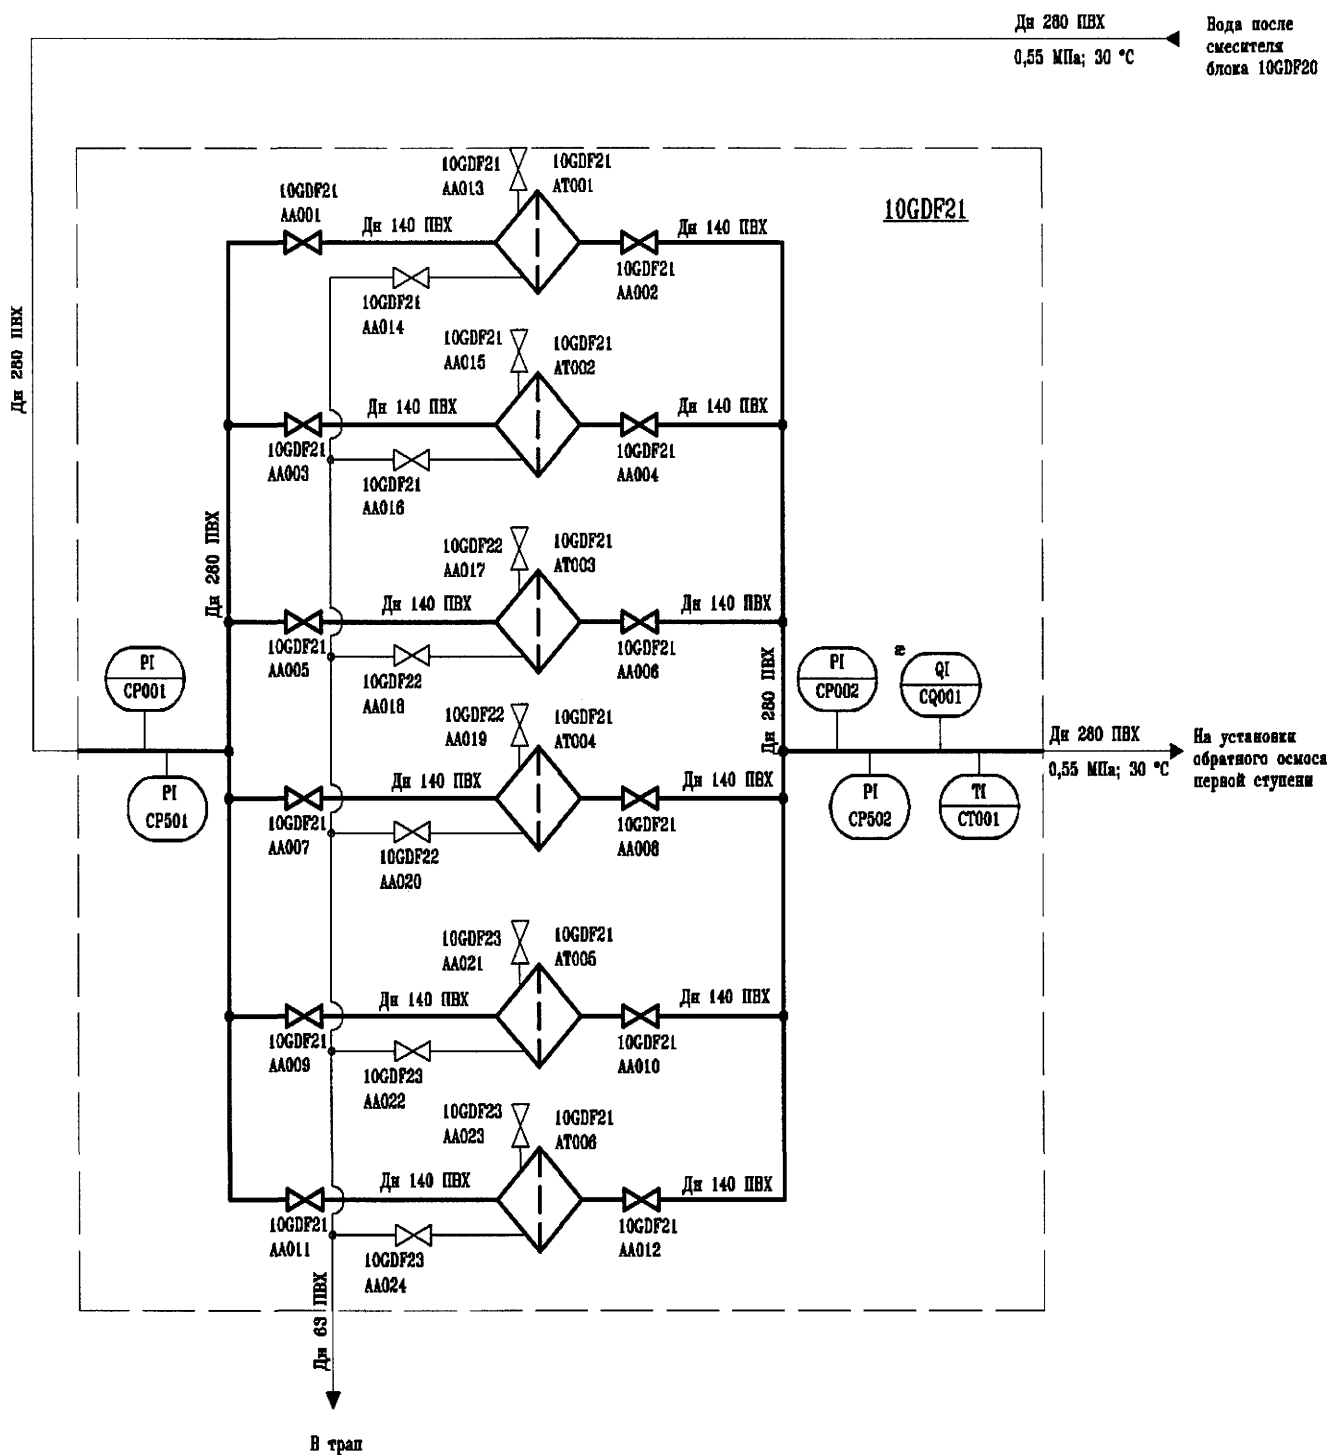 Дн 280 ПВХ
0,55 МПа; 30 °C
Вода после
смесителя
блока 10GDF20
Дн 280 ПВХ
10GDF21
10GDF21
AA001
Дн 140 ПВХ
10GDF21
AA013
10GDF21
AT001
Дн 140 ПВХ
10GDF21
AA002
10GDF21
AA014
10GDF21
AA015
10GDF21
AT002
Дн 140 ПВХ
Дн 140 ПВХ
10GDF21
AA003
10GDF21
AA016
10GDF21
AA004
Дн 280 ПВХ
10GDF22
AA017
10GDF21
AT003
Дн 140 ПВХ
Дн 140 ПВХ
10GDF21
AA005
10GDF22
AA018
10GDF21
AA006
Дн 280 ПВХ
PI
CP001
PI
CP501
PI
CP002
æ
QI
CQ001
PI
CP502
TI
CT001
Дн 280 ПВХ
0,55 МПа; 30 °C
На установки
обратного осмоса
первой ступени
10GDF22
AA019
10GDF21
AT004
Дн 140 ПВХ
Дн 140 ПВХ
10GDF21
AA007
10GDF22
AA020
10GDF21
AA008
10GDF23
AA021
10GDF21
AT005
Дн 140 ПВХ
Дн 140 ПВХ
10GDF21
AA009
10GDF23
AA022
10GDF21
AA010
10GDF23
AA023
10GDF21
AT006
Дн 140 ПВХ
Дн 140 ПВХ
10GDF21
AA011
10GDF23
AA024
10GDF21
AA012
Дн 63 ПВХ
В трап